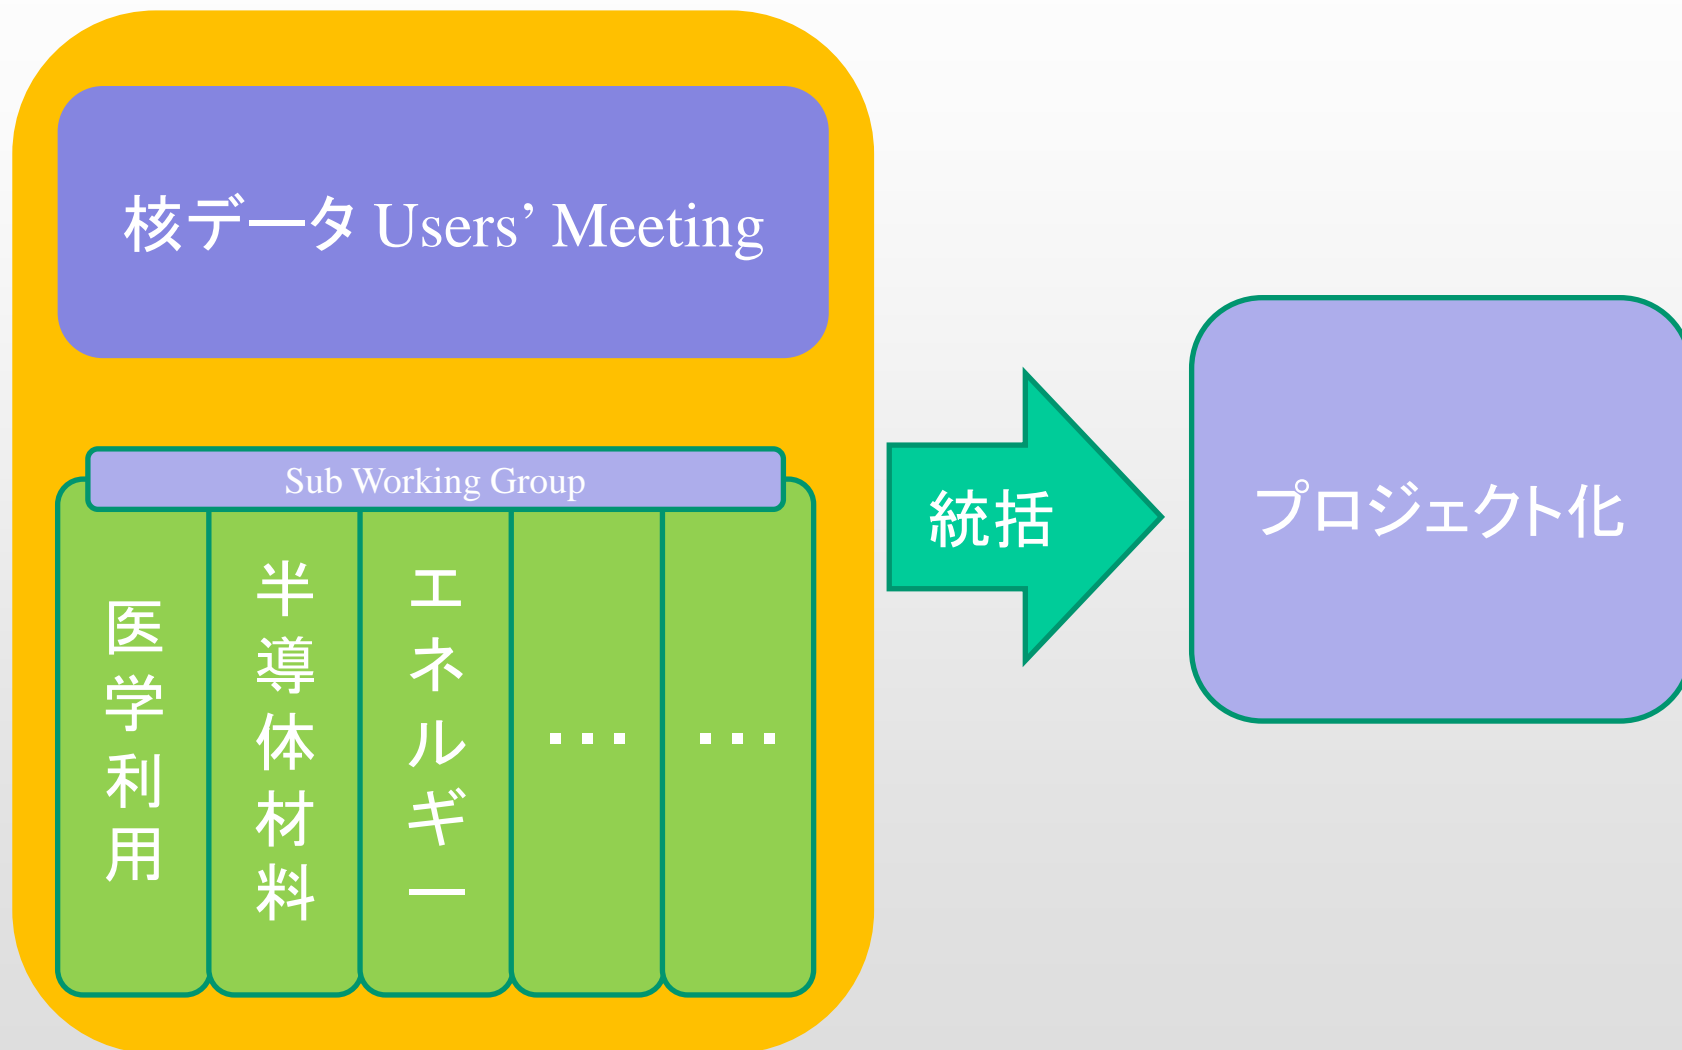 核データ Users’ Meeting
Sub Working Group
医学利用
半導体材料
エネルギー
…
…
統括
プロジェクト化